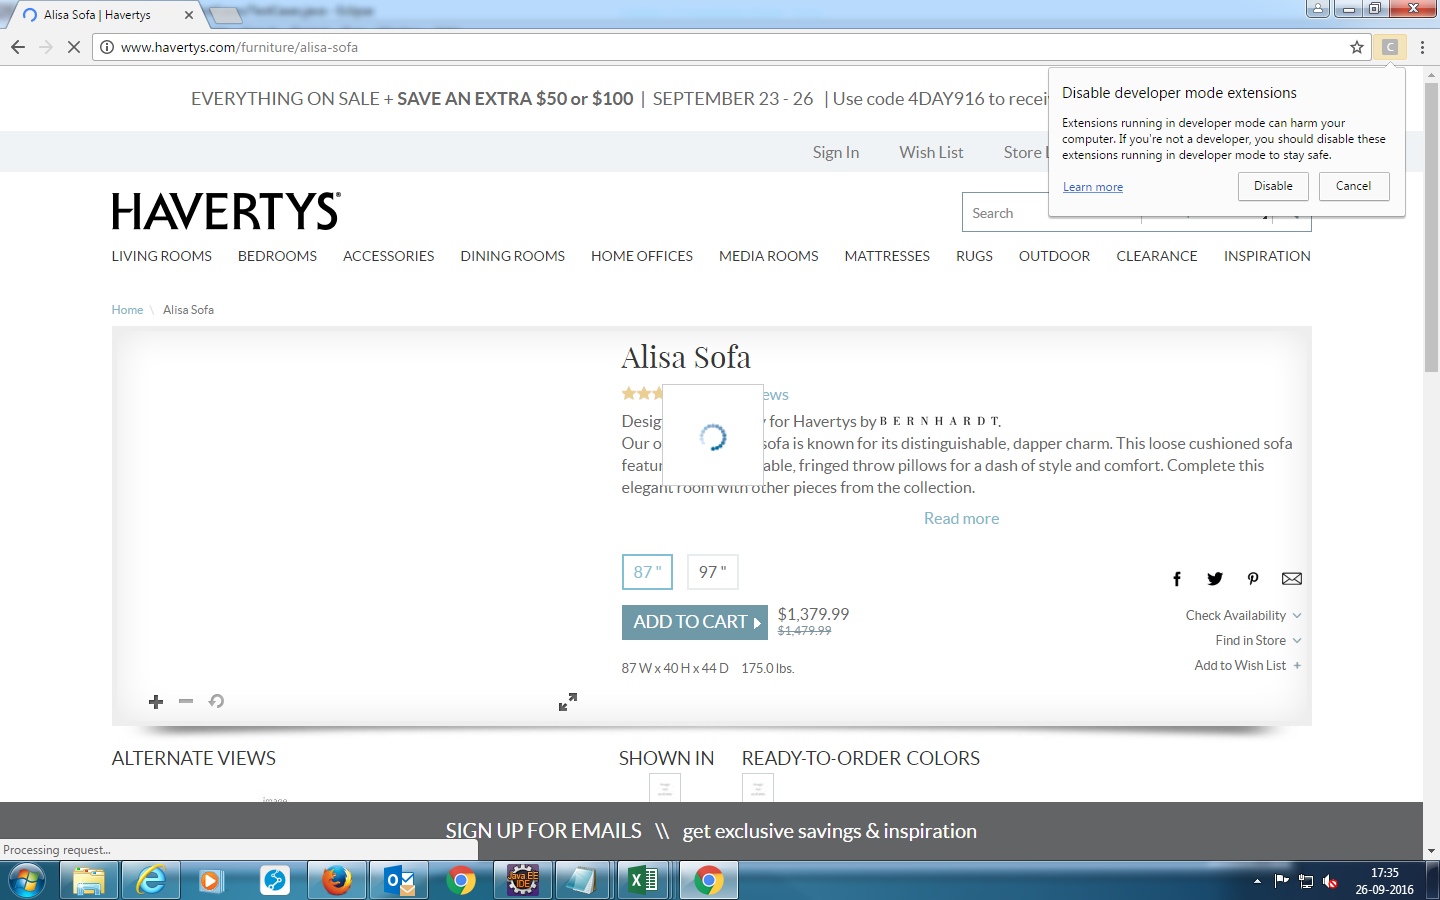 Alisa Sofa | Havertys
www.havertys.com/furniture/alisa-sofa
C
Disable developer mode extensions
Extensions running in developer mode can harm your
computer. If you're not a developer, you should disable these
extensions running in developer mode to stay safe.
Learn more
Disable
Cancel
EVERYTHING ON SALE + SAVE AN EXTRA $50 or $100 | SEPTEMBER 23 - 26 | Use code 4DAY916 to recei
Sign In
Wish List
Store
HAVERTYS®
Search
LIVING ROOMS
BEDROOMS
ACCESSORIES
DINING ROOMS
HOME OFFICES
MEDIA ROOMS
MATTRESSES
RUGS
OUTDOOR
CLEARANCE
INSPIRATION
Home \ Alisa Sofa
Alisa Sofa
ews
Desig y for Havertys by BERNHARDT.
Our o sofa is known for its distinguishable, dapper charm. This loose cushioned sofa
featur able, fringed throw pillows for a dash of style and comfort. Complete this
elegant room with other pieces from the collection.
Read more
87 "
97 "
ADD TO CART
$1,379.99
$1,479.99
Check Availability
Find in Store
Add to Wish List +
87 W x 40 H x 44 D 175.0 lbs.
ALTERNATE VIEWS
SHOWN IN
READY-TO-ORDER COLORS
image
SIGN UP FOR EMAILS \\ get exclusive savings & inspiration
Processing request...
Java EE
IDE
17:35
26-09-2016